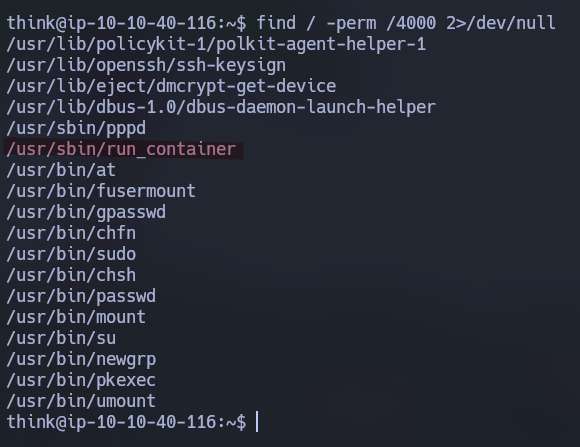 think@ip-10-10-40-116:~$ find / -perm /4000 2>/dev/null
/usr/lib/policykit-1/polkit-agent-helper-1
/usr/lib/openssh/ssh-keysign
/usr/lib/eject/dmcrypt-get-device
/usr/lib/dbus-1.0/dbus-daemon-launch-helper
/usr/sbin/pppd
/usr/sbin/run_container
/usr/bin/at
/usr/bin/fusermount
/usr/bin/gpasswd
/usr/bin/chfn
/usr/bin/sudo
/usr/bin/chsh
/usr/bin/passwd
/usr/bin/mount
/usr/bin/su
/usr/bin/newgrp
/usr/bin/pkexec
/usr/bin/umount
think@ip-10-10-40-116:~$